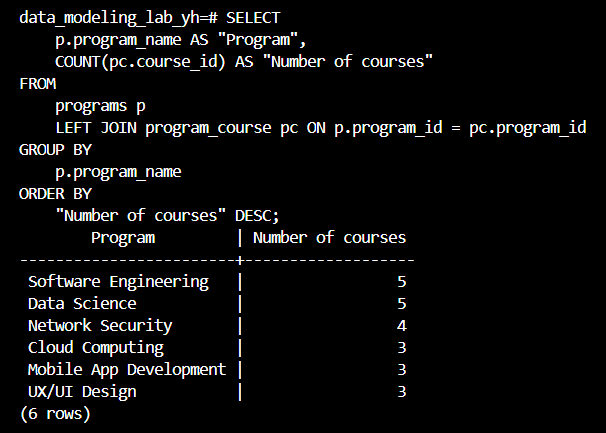 data_modeling_lab_yh=# SELECT
    p.program_name AS "Program",
    COUNT(pc.course_id) AS "Number of courses"
FROM
    programs p
    LEFT JOIN program_course pc ON p.program_id = pc.program_id
GROUP BY
    p.program_name
ORDER BY
    "Number of courses" DESC;
        Program         | Number of courses
------------------------+-------------------
 Software Engineering   |                 5
 Data Science           |                 5
 Network Security       |                 4
 Cloud Computing        |                 3
 Mobile App Development |                 3
 UX/UI Design           |                 3
(6 rows)